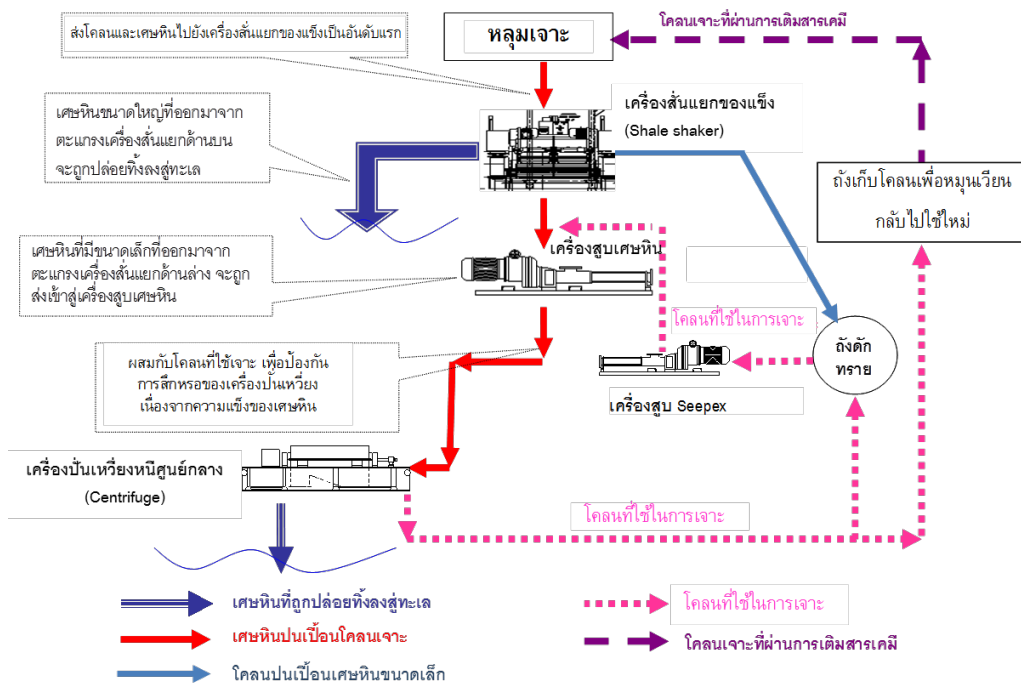 ส่งโคลนและเศษหินไปยังเครื่องสั่นแยกของแข็งเป็นอันดับแรก
หลุมเจาะ
โคลนเจาะที่ผ่านการเติมสารเคมี
เศษหินขนาดใหญ่ที่ออกมาจาก
ตะแกรงเครื่องสั่นแยกด้านบน
จะถูกปล่อยทิ้งลงสู่ทะเล
เครื่องสั่นแยกของแข็ง
(Shale shaker)
ถังเก็บโคลนเพื่อหมุนเวียน
กลับไปใช้ใหม่
เศษหินที่มีขนาดเล็กที่ออกมาจาก
ตะแกรงเครื่องสั่นแยกด้านล่าง จะถูก
ส่งเข้าสู่เครื่องสูบเศษหิน
เครื่องสูบเศษหิน
โคลนที่ใช้ในการเจาะ
ถังดัก
ทราย
ผสมกับโคลนที่ใช้เจาะ เพื่อป้องกัน
การสึกหรอของเครื่องปั่นเหวี่ยง
เนื่องจากความแข็งของเศษหิน
เครื่องสูบ Seepex
เครื่องปั่นเหวี่ยงหนีศูนย์กลาง
(Centrifuge)
โคลนที่ใช้ในการเจาะ
เศษหินที่ถูกปล่อยทิ้งลงสู่ทะเล
โคลนที่ใช้ในการเจาะ
เศษหินปนเปื้อนโคลนเจาะ
โคลนเจาะที่ผ่านการเติมสารเคมี
โคลนปนเปื้อนเศษหินขนาดเล็ก